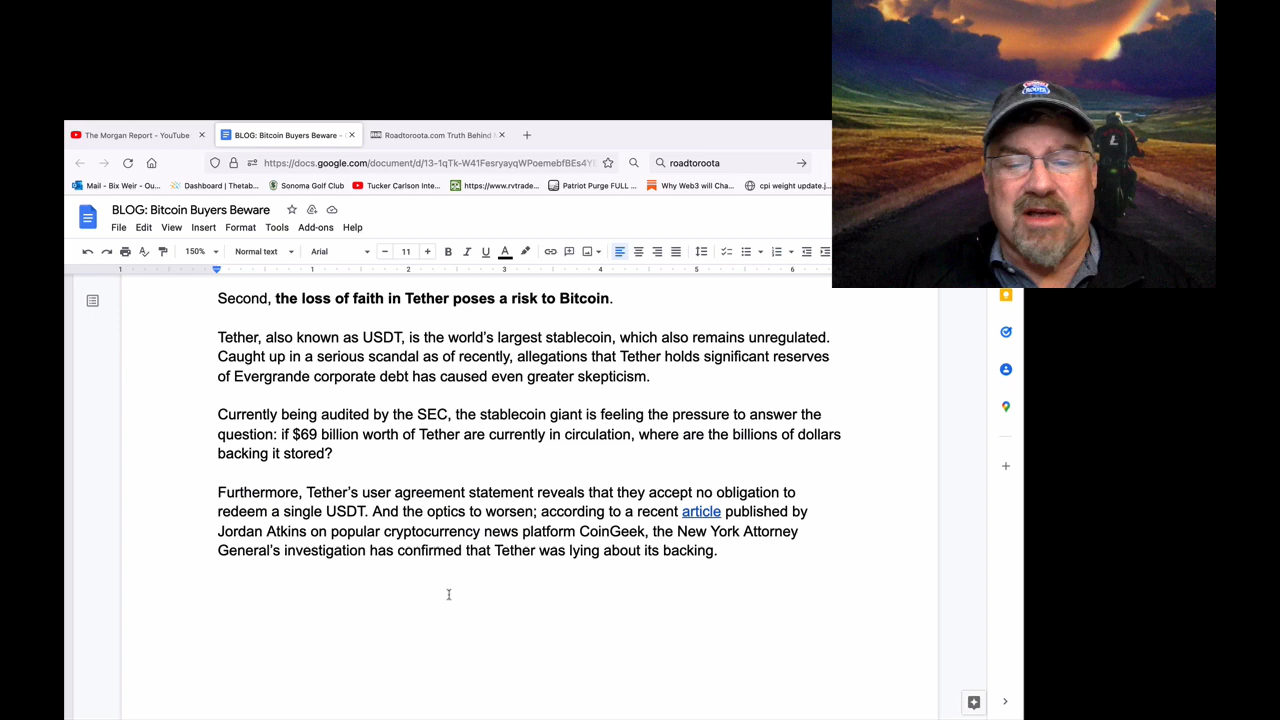 The Morgan Report - YouTube
BLOG: Bitcoin Buyers Beware -
Roadtoroota.com Truth Behind
https://docs.google.com/document/d/13-1qTk-W41FesryayqWPoemebfBEs4Y
roadtoroota
Mail - Bix Weir - Ou...
Dashboard | Thetab...
Sonoma Golf Club
Tucker Carlson Inte...
https://www.rvtrade...
Patriot Purge FULL ...
Why Web3 will Cha...
cpi weight update.j...
BLOG: Bitcoin Buyers Beware
File Edit View Insert Format Tools Add-ons Help
150% Normal text Arial 11 B I U A
1 1 2 3 4 5 6
Second, the loss of faith in Tether poses a risk to Bitcoin.
Tether, also known as USDT, is the world's largest stablecoin, which also remains unregulated.
Caught up in a serious scandal as of recently, allegations that Tether holds significant reserves
of Evergrande corporate debt has caused even greater skepticism.
Currently being audited by the SEC, the stablecoin giant is feeling the pressure to answer the
question: if $69 billion worth of Tether are currently in circulation, where are the billions of dollars
backing it stored?
Furthermore, Tether's user agreement statement reveals that they accept no obligation to
redeem a single USDT. And the optics to worsen; according to a recent article published by
Jordan Atkins on popular cryptocurrency news platform CoinGeek, the New York Attorney
General's investigation has confirmed that Tether was lying about its backing.